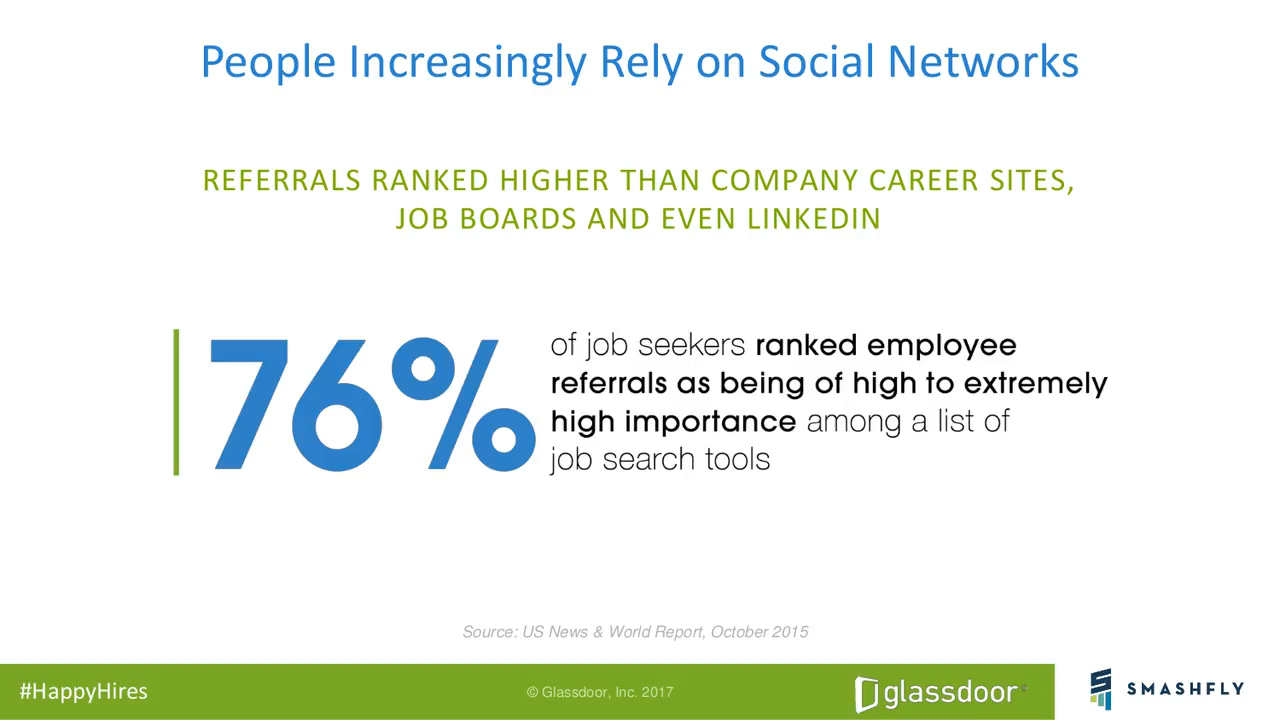 People Increasingly Rely on Social Networks
REFERRALS RANKED HIGHER THAN COMPANY CAREER SITES,
JOB BOARDS AND EVEN LINKEDIN
76%
of job seekers ranked employee
referrals as being of high to extremely
high importance among a list of
job search tools
Source: US News & World Report, October 2015
#HappyHires
© Glassdoor, Inc. 2017
glassdoor®
SMASHFLY